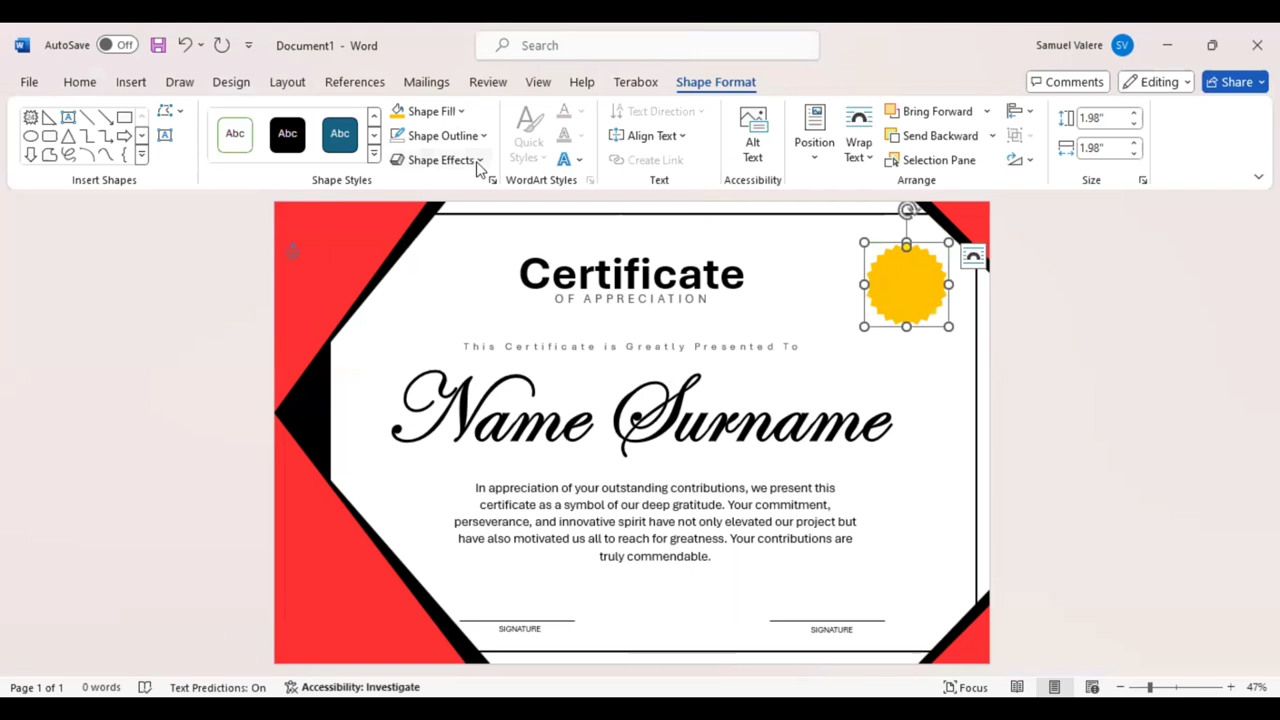 AutoSave Off Document1 - Word Search Samuel Valere SV
File Home Insert Draw Design Layout References Mailings Review View Help Terabox Shape Format Comments Editing Share
Abc Abc Abc
Shape Fill
Shape Outline
Shape Effects
Quick
Styles
Text Direction
Align Text
Create Link
Alt
Text
Position
Wrap
Text
Bring Forward
Send Backward
Selection Pane
1.98"
1.98"
Insert Shapes Shape Styles WordArt Styles Text Accessibility Arrange Size
Certificate
OF APPRECIATION
This Certificate is Greatly Presented To
Name Surname
In appreciation of your outstanding contributions, we present this
certificate as a symbol of our deep gratitude. Your commitment,
perseverance, and innovative spirit have not only elevated our project but
have also motivated us all to reach for greatness. Your contributions are
truly commendable.
SIGNATURE SIGNATURE
Page 1 of 1 0 words Text Predictions: On Accessibility: Investigate Focus 47%